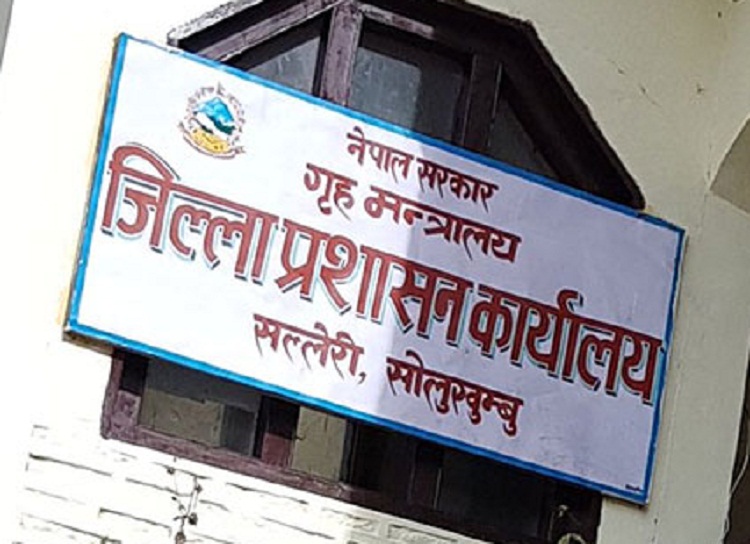 नेपाल सरकार
गृह मन्त्रालय
जिल्ला प्रशासन कार्यालय
सल्लेरी, सोलुखुम्बु